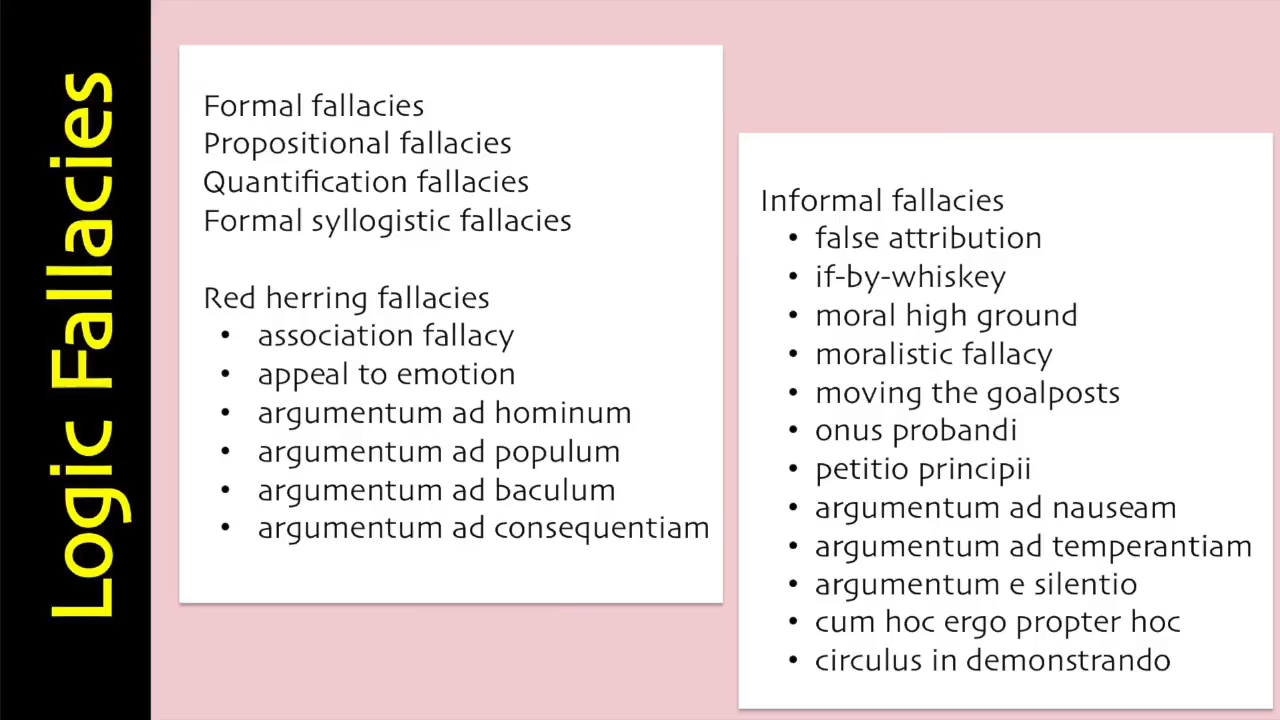 Logic Fallacies
Formal fallacies
Propositional fallacies
Quantification fallacies
Formal syllogistic fallacies
Red herring fallacies
• association fallacy
• appeal to emotion
• argumentum ad hominum
• argumentum ad populum
• argumentum ad baculum
• argumentum ad consequentiam
Informal fallacies
• false attribution
• if-by-whiskey
• moral high ground
• moralistic fallacy
• moving the goalposts
• onus probandi
• petitio principii
• argumentum ad nauseam
• argumentum ad temperantiam
• argumentum e silentio
• cum hoc ergo propter hoc
• circulus in demonstrando